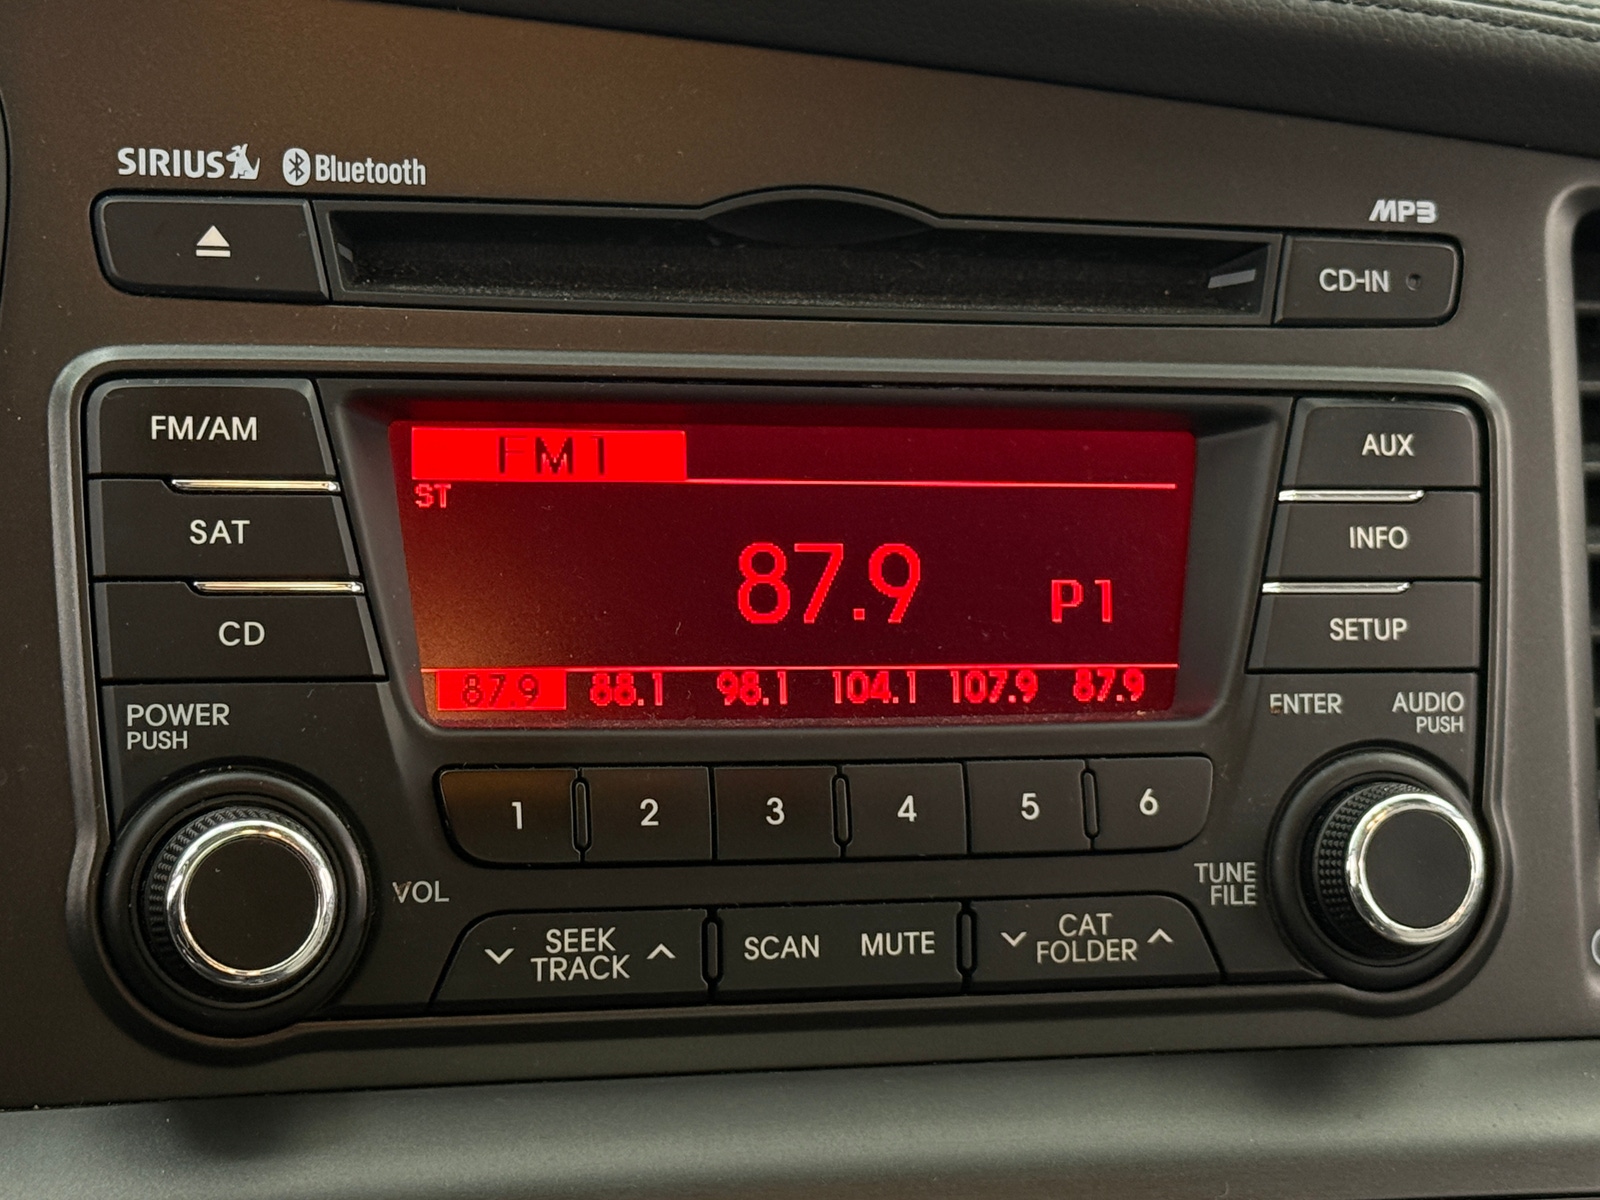 SIRIUS Bluetooth
MP3
CD-IN
FM/AM
SAT
CD
FM1
ST
87.9 P1
87.9 88.1 98.1 104.1 107.9 87.9
AUX
INFO
SETUP
POWER
PUSH
ENTER
AUDIO
PUSH
1 2 3 4 5 6
VOL
TUNE
FILE
SEEK
TRACK
SCAN MUTE
CAT
FOLDER